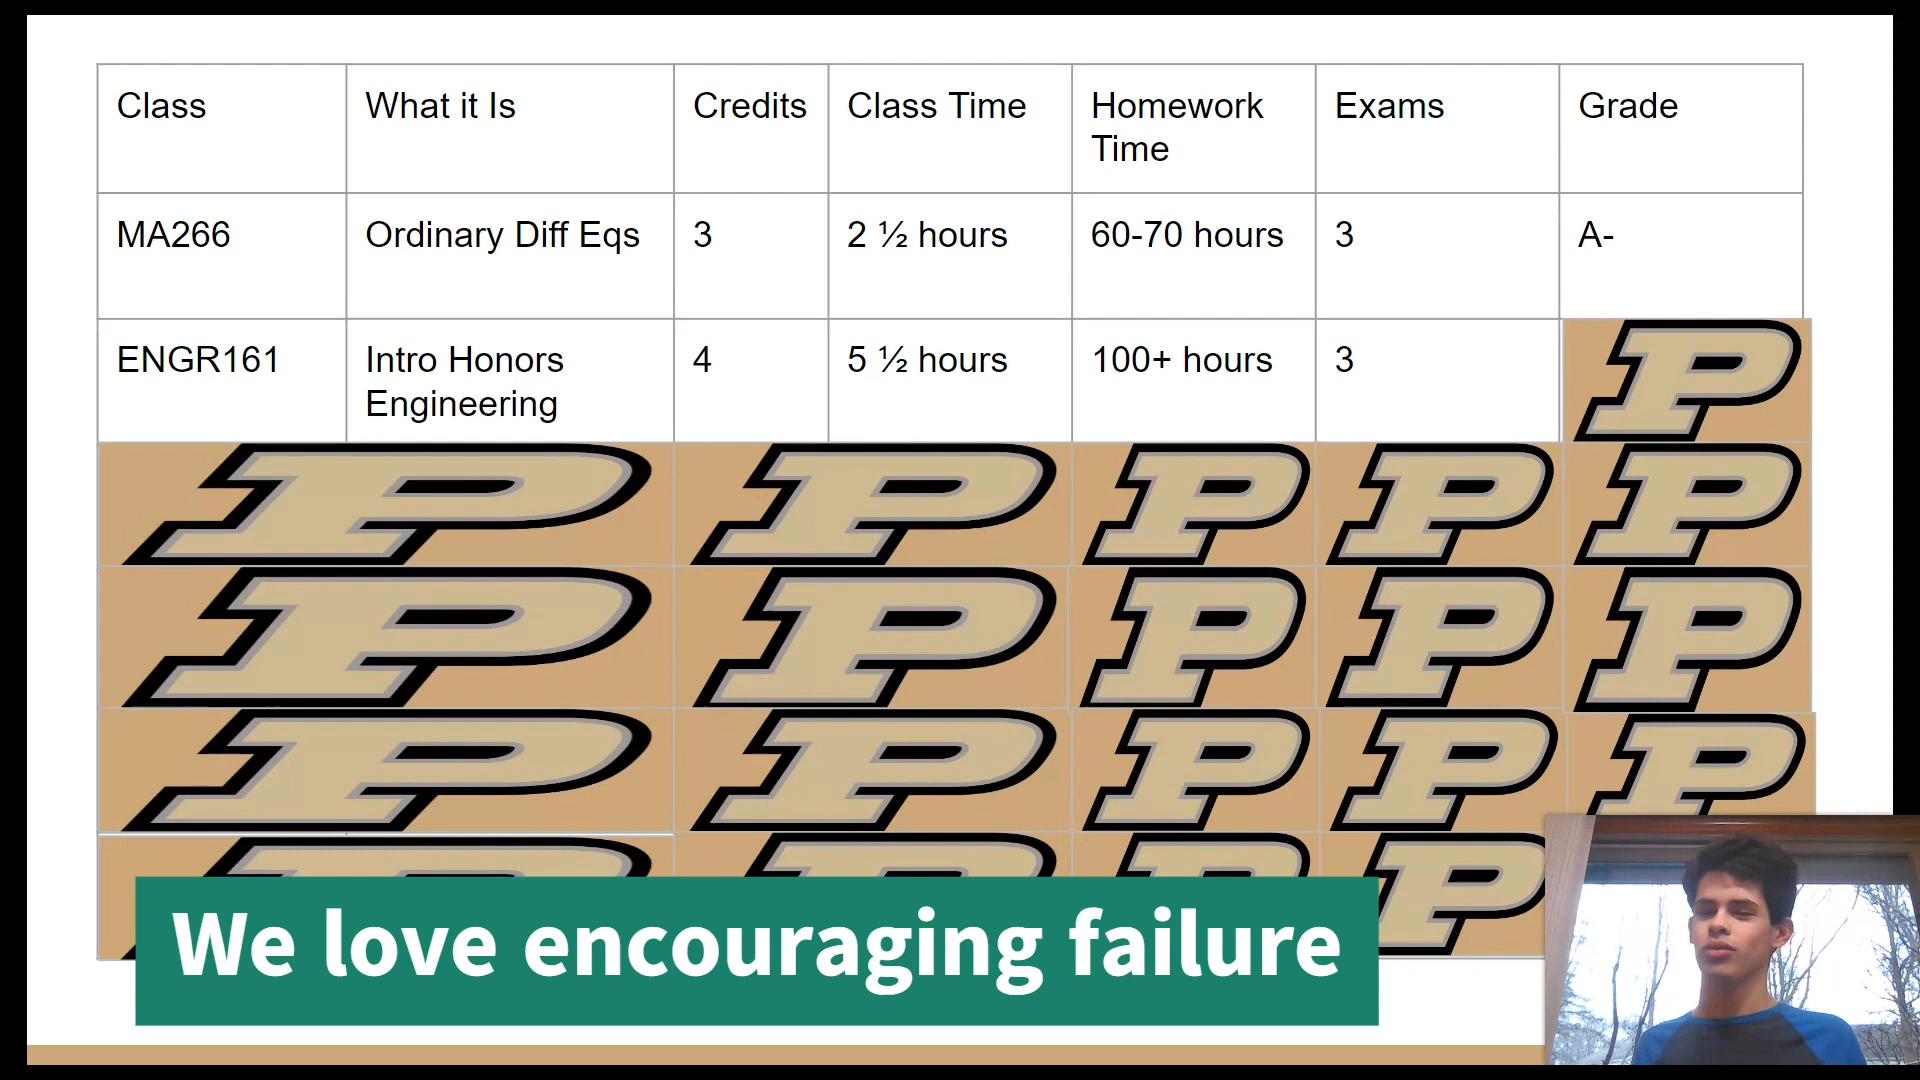 Class What it Is Credits Class Time Homework Time Exams Grade
MA266 Ordinary Diff Eqs 3 2 ½ hours 60-70 hours 3 A-
ENGR161 Intro Honors Engineering 4 5 ½ hours 100+ hours 3 P
P P P P P
P P P P P
P P P P P
P
We love encouraging failure